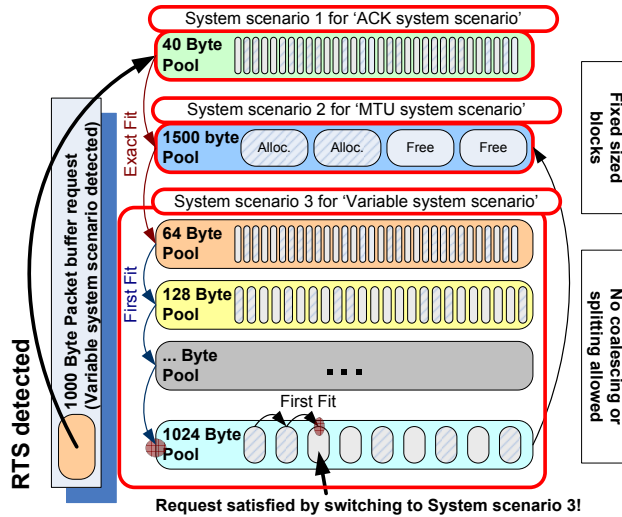 System scenario 1 for 'ACK system scenario'
40 Byte
Pool
System scenario 2 for 'MTU system scenario'
1500 byte
Pool
Alloc.
Alloc.
Free
Free
System scenario 3 for 'Variable system scenario'
64 Byte
Pool
128 Byte
Pool
... Byte
Pool
...
First Fit
1024 Byte
Pool
Request satisfied by switching to System scenario 3!
RTS detected
1000 Byte Packet buffer request
(Variable system scenario detected)
Exact Fit
First Fit
Fixed sized
blocks
No coalescing or
splitting allowed